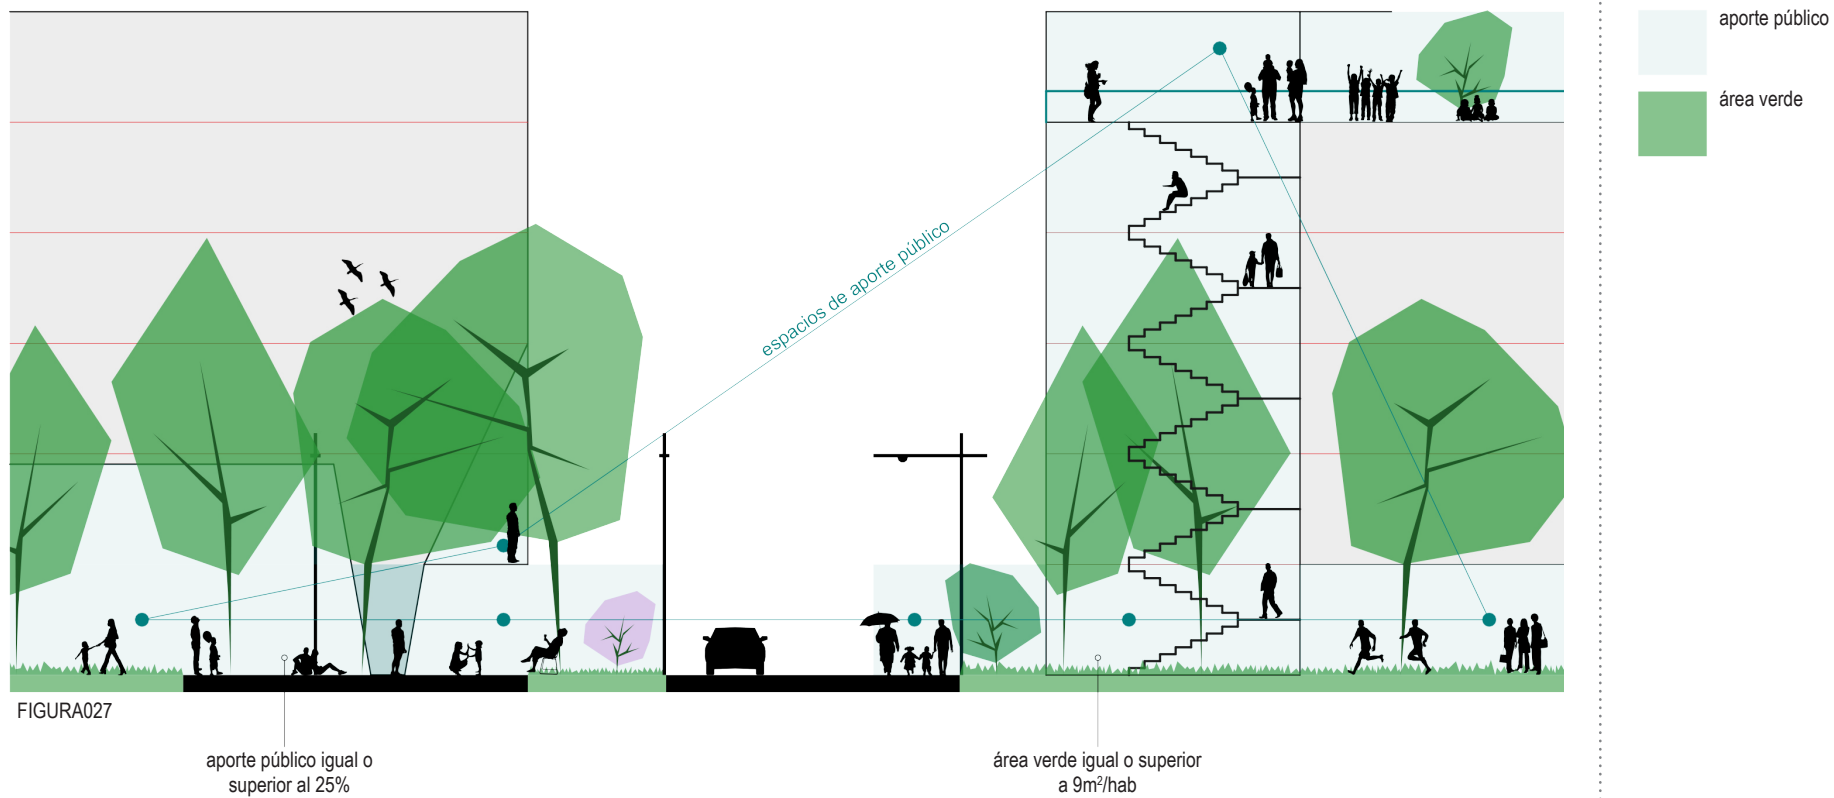 aporte público
área verde
espacios de aporte público
FIGURA027
aporte público igual o
superior al 25%
área verde igual o superior
a 9m²/hab